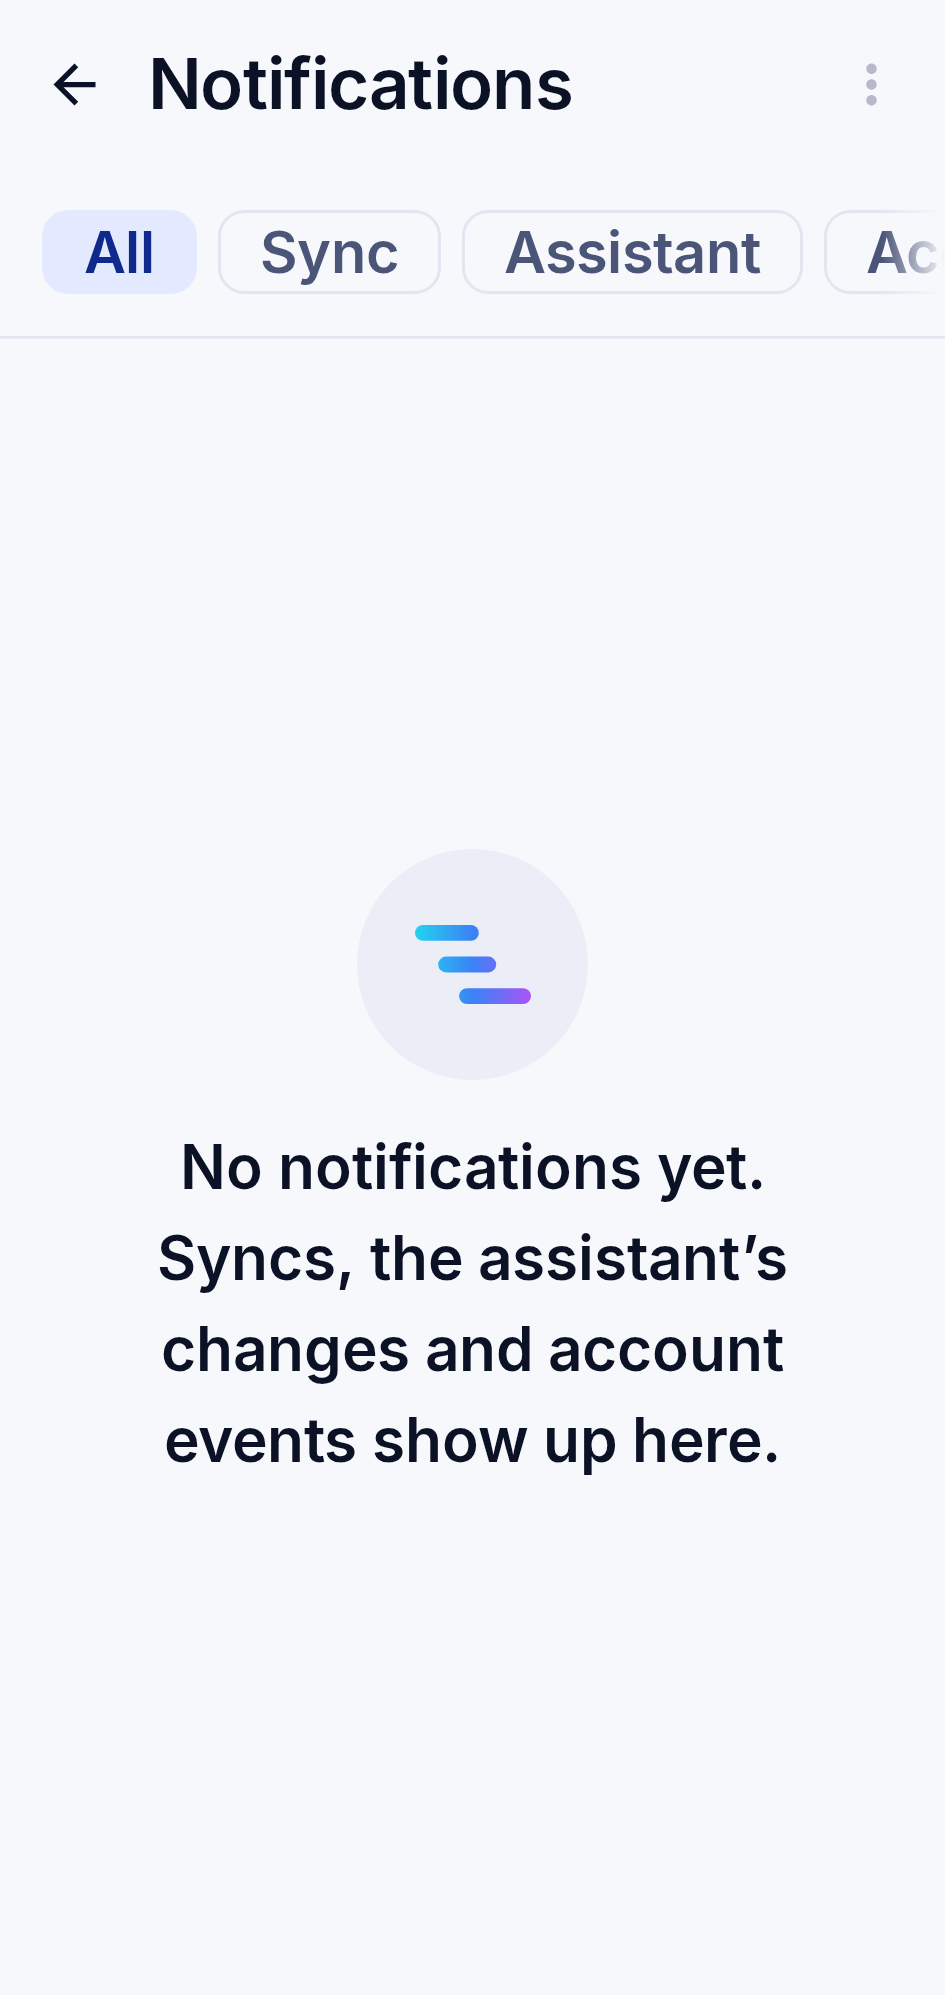 Notifications
All
Sync
Assistant
No notifications yet.
Syncs, the assistant’s
changes and account
events show up here.